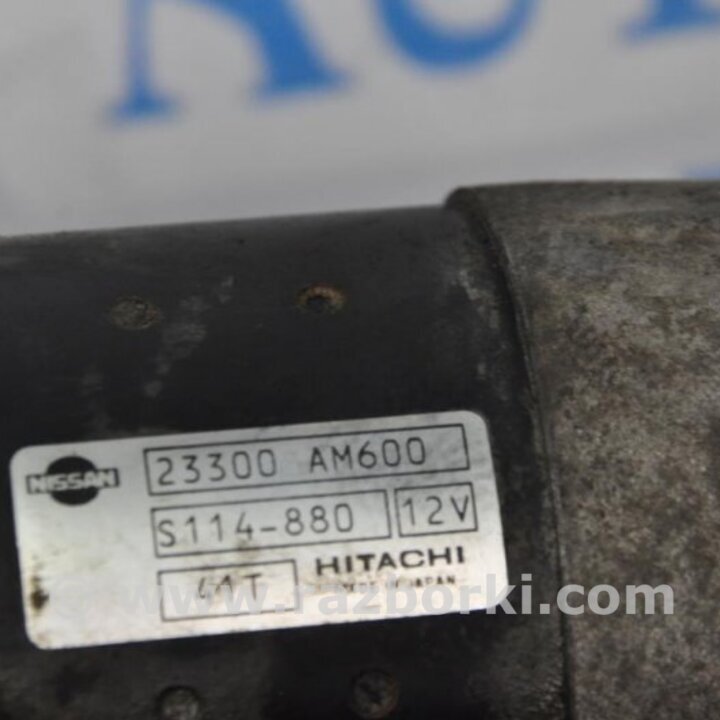 NISSAN
23300 AM600
S114-880 12V
HITACHI
JAPAN
www.razborki.com